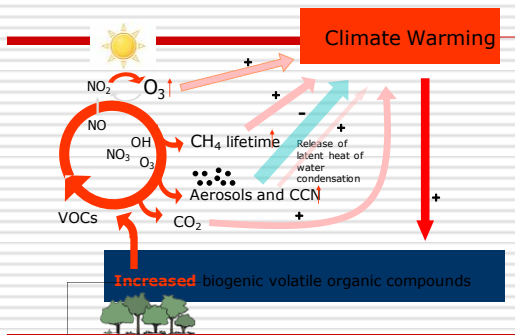 Climate Warming
+
NO2
O3
+
NO
-
OH
CH4 lifetime
+
Release of
latent heat of
water
condensation
NO3
O3
Aerosols and CCN
+
VOCs
CO2
+
Increased biogenic volatile organic compounds